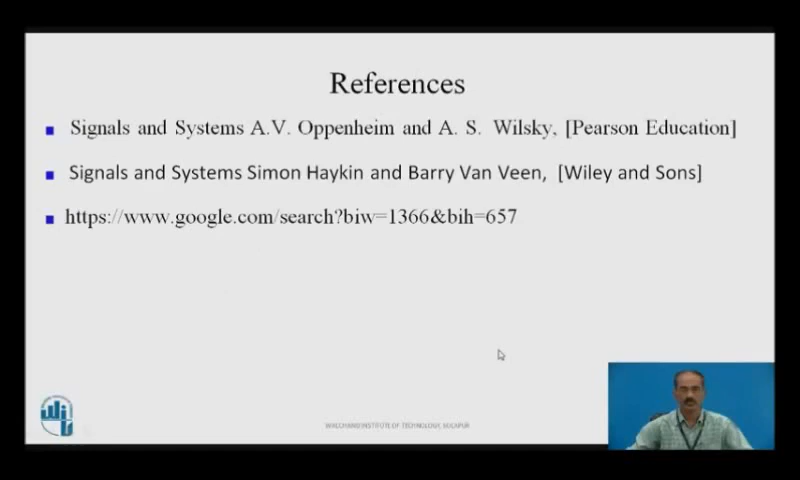 References
Signals and Systems A.V. Oppenheim and A. S. Wilsky, [Pearson Education]
Signals and Systems Simon Haykin and Barry Van Veen, [Wiley and Sons]
https://www.google.com/search?biw=1366&bih=657
WALCHAND INSTITUTE OF TECHNOLOGY, SOLAPUR